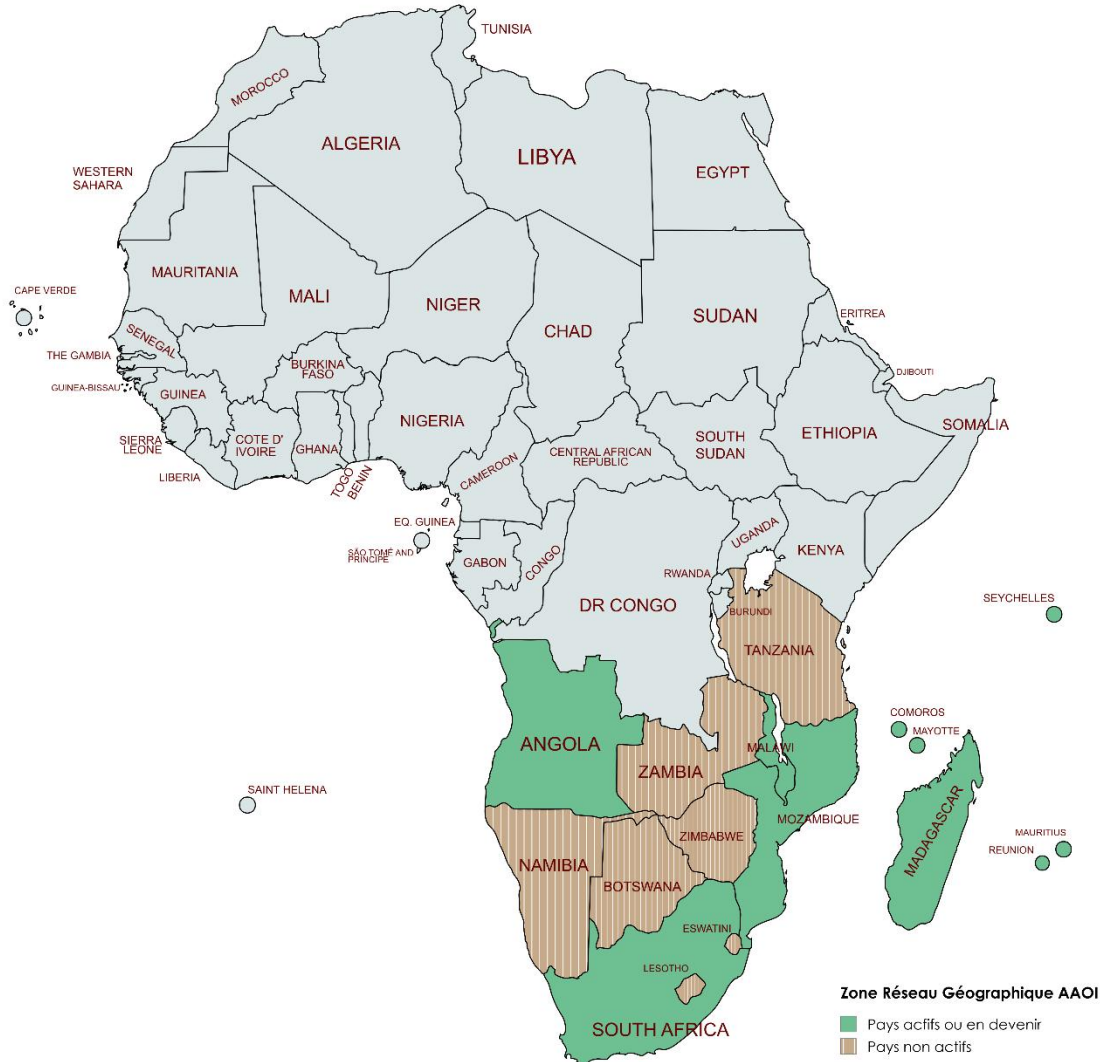 TUNISIA
MOROCCO
ALGERIA
LIBYA
EGYPT
WESTERN
SAHARA
MAURITANIA
MALI
NIGER
CHAD
SUDAN
ERITREA
CAPE VERDE
SENEGAL
THE GAMBIA
GUINEA-BISSAU
GUINEA
BURKINA
FASO
DJIBOUTI
SIERRA
LEONE
LIBERIA
COTE D'
IVOIRE
GHANA
TOGO
BENIN
NIGERIA
CAMEROON
CENTRAL AFRICAN
REPUBLIC
SOUTH
SUDAN
ETHIOPIA
SOMALIA
EQ. GUINEA
SÃO TOMÉ AND
PRINCIPE
GABON
CONGO
DR CONGO
UGANDA
KENYA
RWANDA
BURUNDI
TANZANIA
SEYCHELLES
COMOROS
MAYOTTE
ANGOLA
ZAMBIA
MALAWI
MOZAMBIQUE
SAINT HELENA
ZIMBABWE
MADAGASCAR
MAURITIUS
REUNION
NAMIBIA
BOTSWANA
ESWATINI
LESOTHO
SOUTH AFRICA
Zone Réseau Géographique AAOI
Pays actifs ou en devenir
Pays non actifs